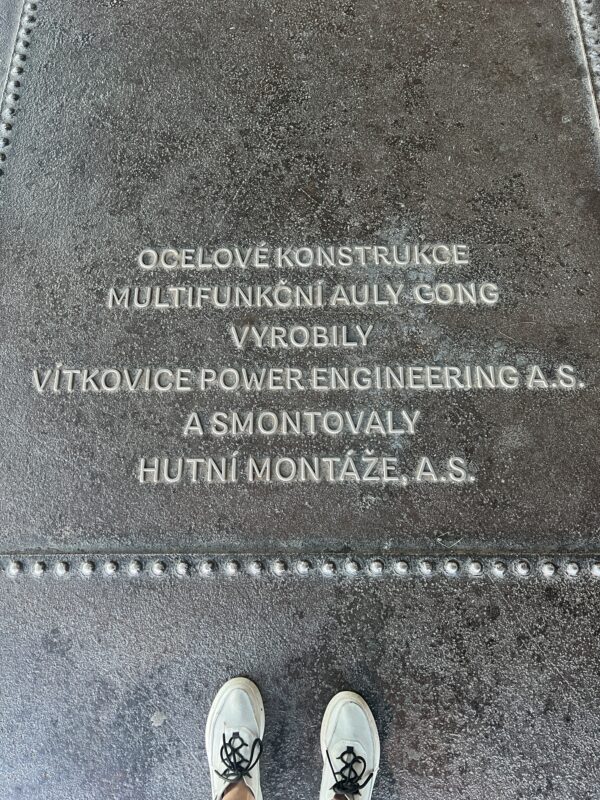 OCELOVÉ KONSTRUKCE
MULTIFUNKČNÍ AULY GONG
VYROBILY
VÍTKOVICE POWER ENGINEERING A.S.
A SMONTOVALY
HUTNÍ MONTÁŽE, A.S.